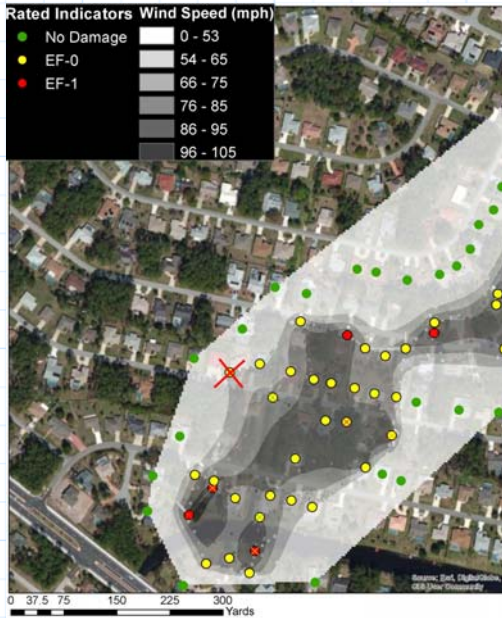 Rated Indicators Wind Speed (mph)
No Damage 0 - 53
EF-0 54 - 65
EF-1 66 - 75
76 - 85
86 - 95
96 - 105
Source: Esri, DigitalGlobe,
GIS User Community
0 37.5 75 150 225 300
Yards